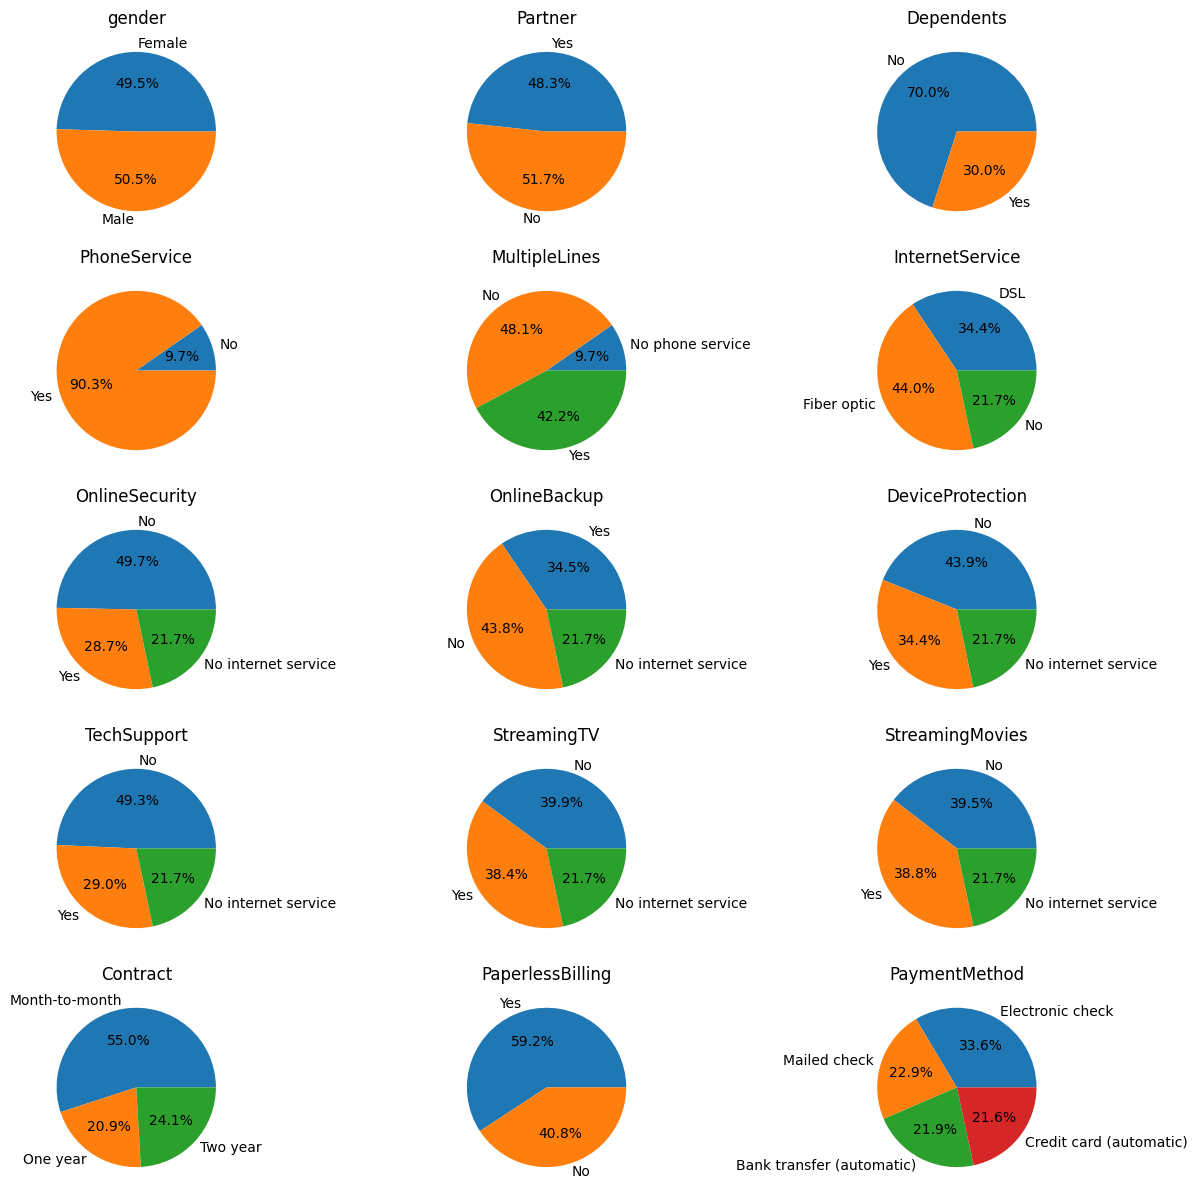 gender
Female
49.5%
50.5%
Male
Partner
Yes
48.3%
51.7%
No
Dependents
No
70.0%
30.0%
Yes
PhoneService
No
9.7%
90.3%
Yes
MultipleLines
No
48.1%
No phone service
9.7%
42.2%
Yes
InternetService
DSL
34.4%
44.0%
Fiber optic
21.7%
No
OnlineSecurity
No
49.7%
28.7%
Yes
21.7%
No internet service
OnlineBackup
Yes
34.5%
43.8%
No
21.7%
No internet service
DeviceProtection
No
43.9%
34.4%
Yes
21.7%
No internet service
TechSupport
No
49.3%
29.0%
Yes
21.7%
No internet service
StreamingTV
No
39.9%
38.4%
Yes
21.7%
No internet service
StreamingMovies
No
39.5%
38.8%
Yes
21.7%
No internet service
Contract
Month-to-month
55.0%
20.9%
One year
24.1%
Two year
PaperlessBilling
Yes
59.2%
40.8%
No
PaymentMethod
Electronic check
33.6%
Mailed check
22.9%
21.9%
Bank transfer (automatic)
21.6%
Credit card (automatic)